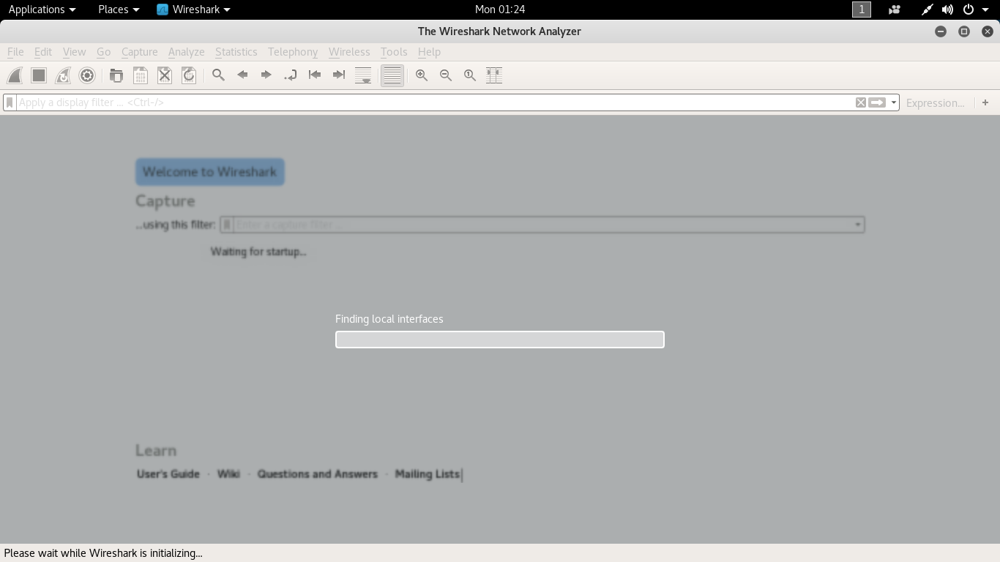 Applications Places Wireshark Mon 01:24 1
The Wireshark Network Analyzer
File Edit View Go Capture Analyze Statistics Telephony Wireless Tools Help
Apply a display filter ... <Ctrl-/> Expression... +
Welcome to Wireshark
Capture
...using this filter: Enter a capture filter ...
Waiting for startup...
Finding local interfaces
Learn
User's Guide · Wiki · Questions and Answers · Mailing Lists
Please wait while Wireshark is initializing...